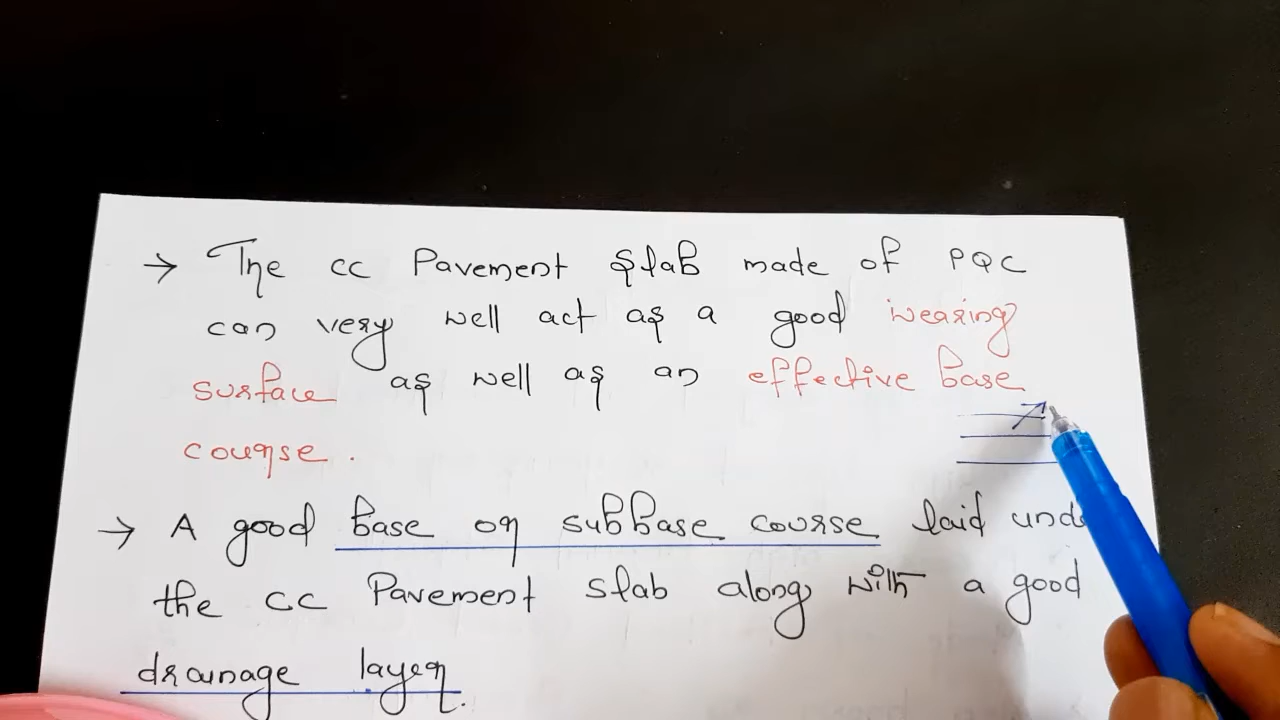 → The CC Pavement slab made of PQC
can very well act as a good wearing
surface as well as an effective base
course.
→ A good base or subbase course laid und
the CC Pavement slab along with a good
drainage layer.